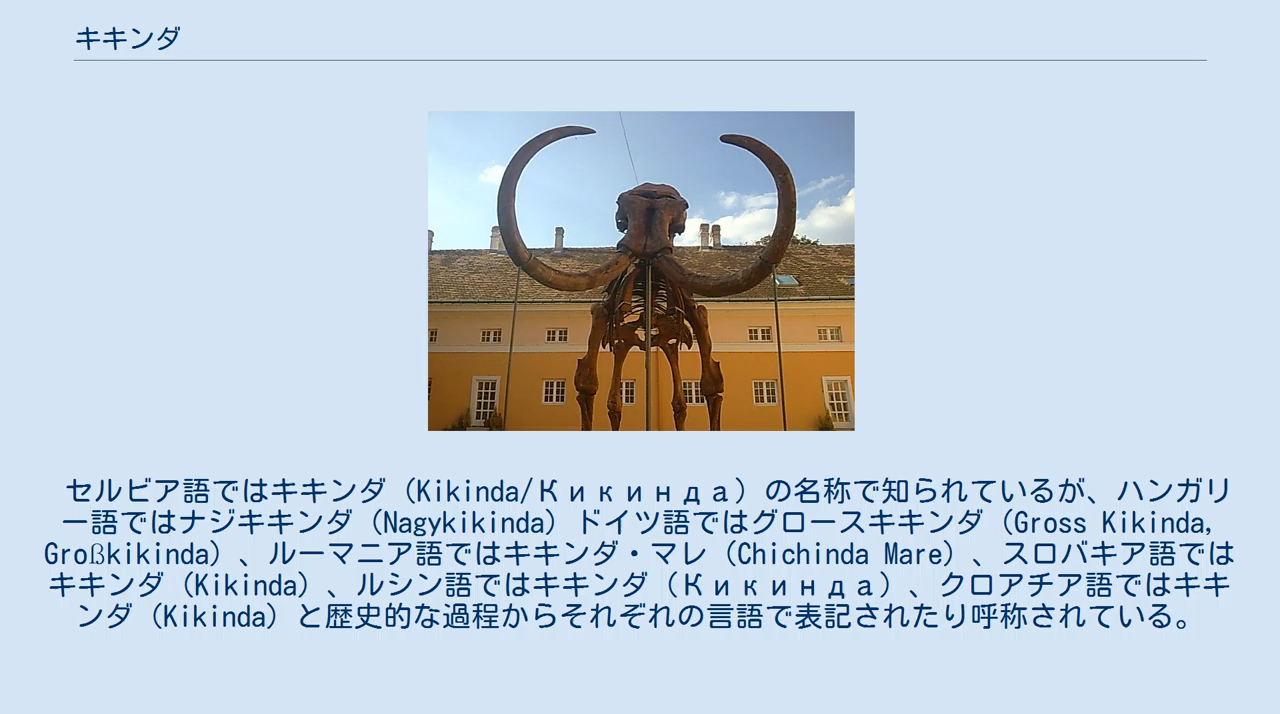 キキンダ
セルビア語ではキキンダ（Kikinda/Кикинда）の名称で知られているが、ハンガリ
ー語ではナジキキンダ（Nagykikinda）ドイツ語ではグロースキキンダ（Gross Kikinda,
Großkikinda）、ルーマニア語ではキキンダ・マレ（Chichinda Mare）、スロバキア語では
キキンダ（Kikinda）、ルシン語ではキキンダ（Кикинда）、クロアチア語ではキキ
ンダ（Kikinda）と歴史的な過程からそれぞれの言語で表記されたり呼称されている。